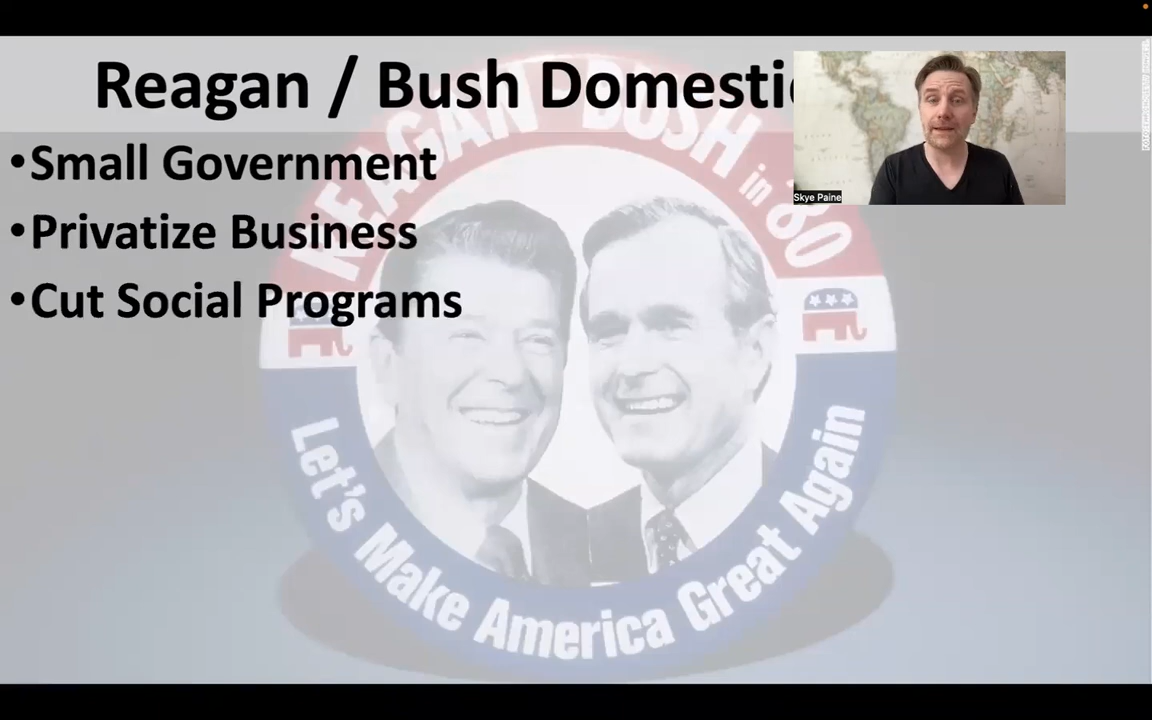 Reagan / Bush Domesti
•Small Government
•Privatize Business
•Cut Social Programs
REAGAN BUSH in '80
Let's Make America Great Again
Skye Paine